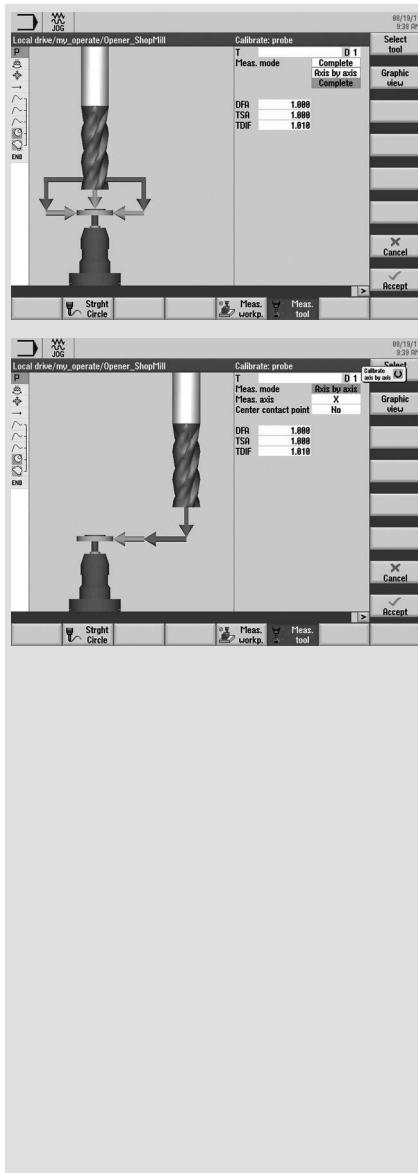 JOG
08/19/1
9:38 AM
Local drive/my_operate/Opener_ShopMill
Calibrate: probe
Select
tool
P
T D 1
Meas. mode Complete
Axis by axis
Complete
Graphic
view
DFA 1.000
TSA 1.000
TDIF 1.010
END
Cancel
Accept
>
Strght
Circle
Meas.
workp.
Meas.
tool
JOG
08/19/1
9:39 AM
Local drive/my_operate/Opener_ShopMill
Calibrate: probe
Select
Calibrate
axis by axis
P
T D 1
Meas. mode Axis by axis
Meas. axis X
Center contact point No
Graphic
view
DFA 1.000
TSA 1.000
TDIF 1.010
END
Cancel
Accept
>
Strght
Circle
Meas.
workp.
Meas.
tool